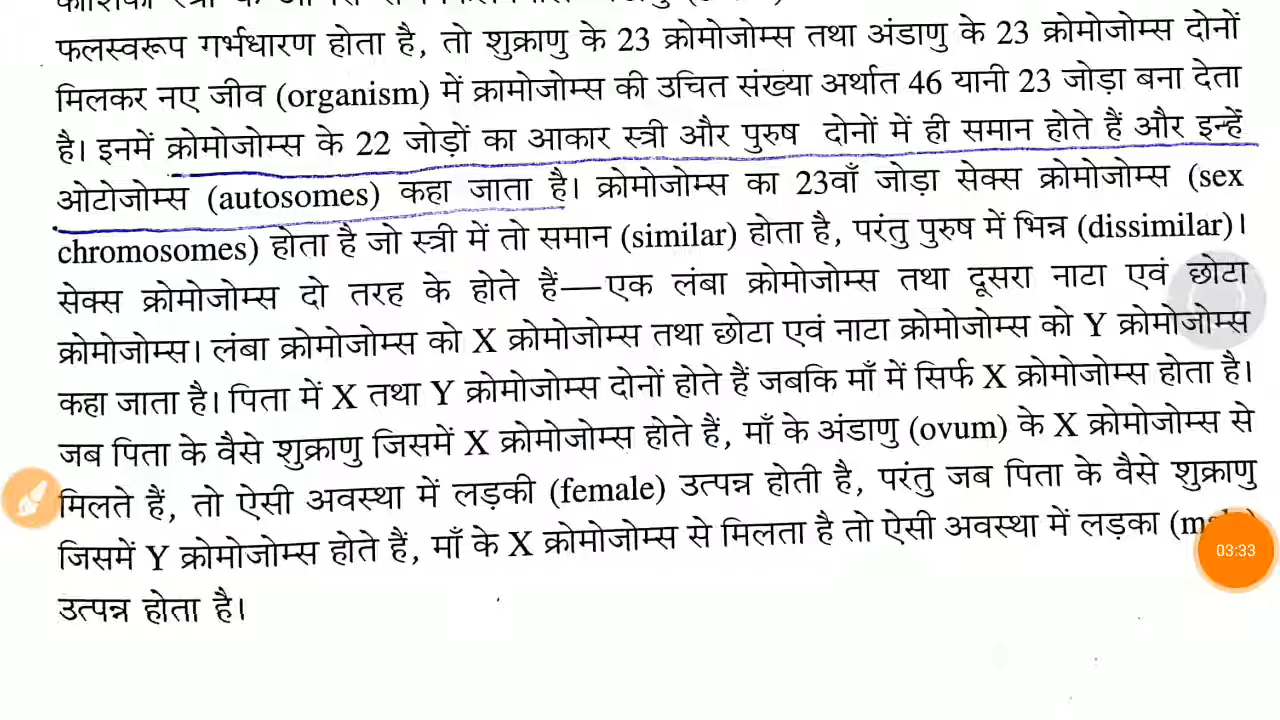 फलस्वरूप गर्भधारण होता है, तो शुक्राणु के 23 क्रोमोजोम्स तथा अंडाणु के 23 क्रोमोजोम्स दोनों
मिलकर नए जीव (organism) में क्रामोजोम्स की उचित संख्या अर्थात 46 यानी 23 जोड़ा बना देता
है। इनमें क्रोमोजोम्स के 22 जोड़ों का आकार स्त्री और पुरुष दोनों में ही समान होते हैं और इन्हें
ओटोजोम्स (autosomes) कहा जाता है। क्रोमोजोम्स का 23वाँ जोड़ा सेक्स क्रोमोजोम्स (sex
chromosomes) होता है जो स्त्री में तो समान (similar) होता है, परंतु पुरुष में भिन्न (dissimilar)।
सेक्स क्रोमोजोम्स दो तरह के होते हैं—एक लंबा क्रोमोजोम्स तथा दूसरा नाटा एवं छोटा
क्रोमोजोम्स। लंबा क्रोमोजोम्स को X क्रोमोजोम्स तथा छोटा एवं नाटा क्रोमोजोम्स को Y क्रोमोजोम्स
कहा जाता है। पिता में X तथा Y क्रोमोजोम्स दोनों होते हैं जबकि माँ में सिर्फ X क्रोमोजोम्स होता है।
जब पिता के वैसे शुक्राणु जिसमें X क्रोमोजोम्स होते हैं, माँ के अंडाणु (ovum) के X क्रोमोजोम्स से
मिलते हैं, तो ऐसी अवस्था में लड़की (female) उत्पन्न होती है, परंतु जब पिता के वैसे शुक्राणु
जिसमें Y क्रोमोजोम्स होते हैं, माँ के X क्रोमोजोम्स से मिलता है तो ऐसी अवस्था में लड़का
03:33
उत्पन्न होता है।